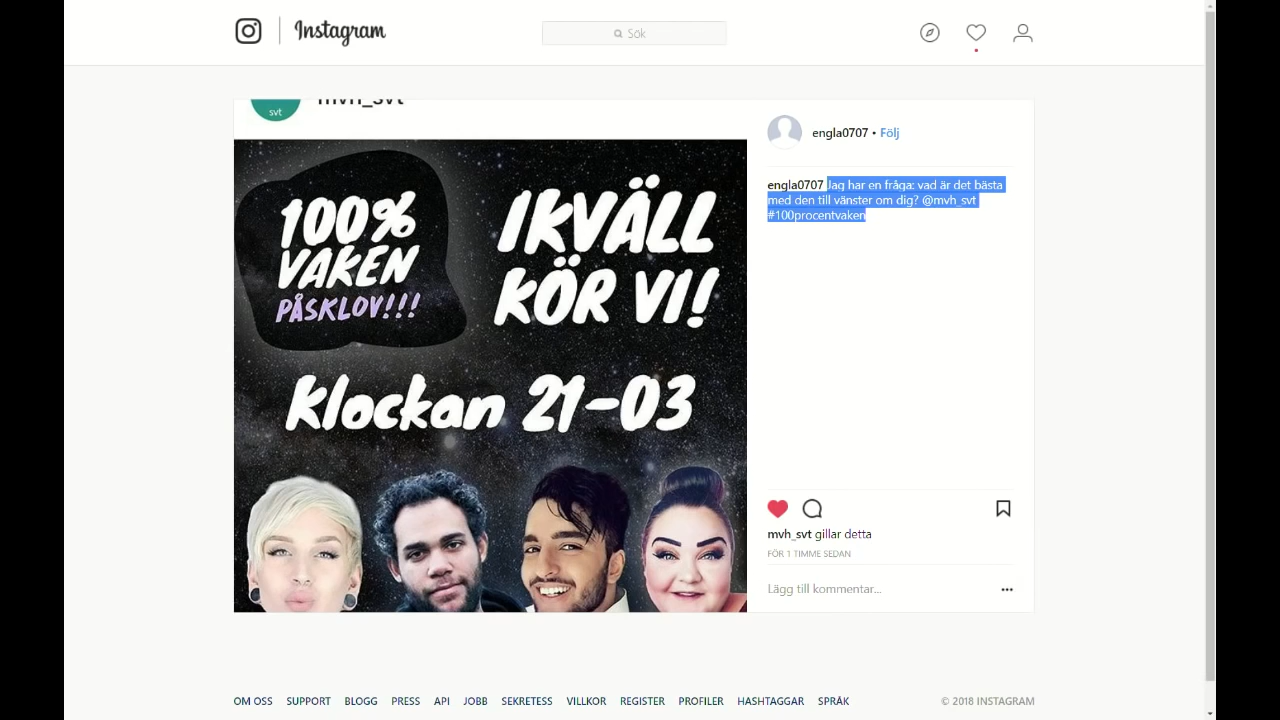 Instagram
Sök
svt
mvh_svt
100%
VAKEN
PÅSKLOV!!!
IKVÄLL
KÖR VI!
Klockan 21-03
engla0707 • Följ
engla0707 Jag har en fråga: vad är det bästa
med den till vänster om dig? @mvh_svt
#100procentvaken
mvh_svt gillar detta
FÖR 1 TIMME SEDAN
Lägg till kommentar...
OM OSS SUPPORT BLOGG PRESS API JOBB SEKRETESS VILLKOR REGISTER PROFILER HASHTAGGAR SPRÅK © 2018 INSTAGRAM